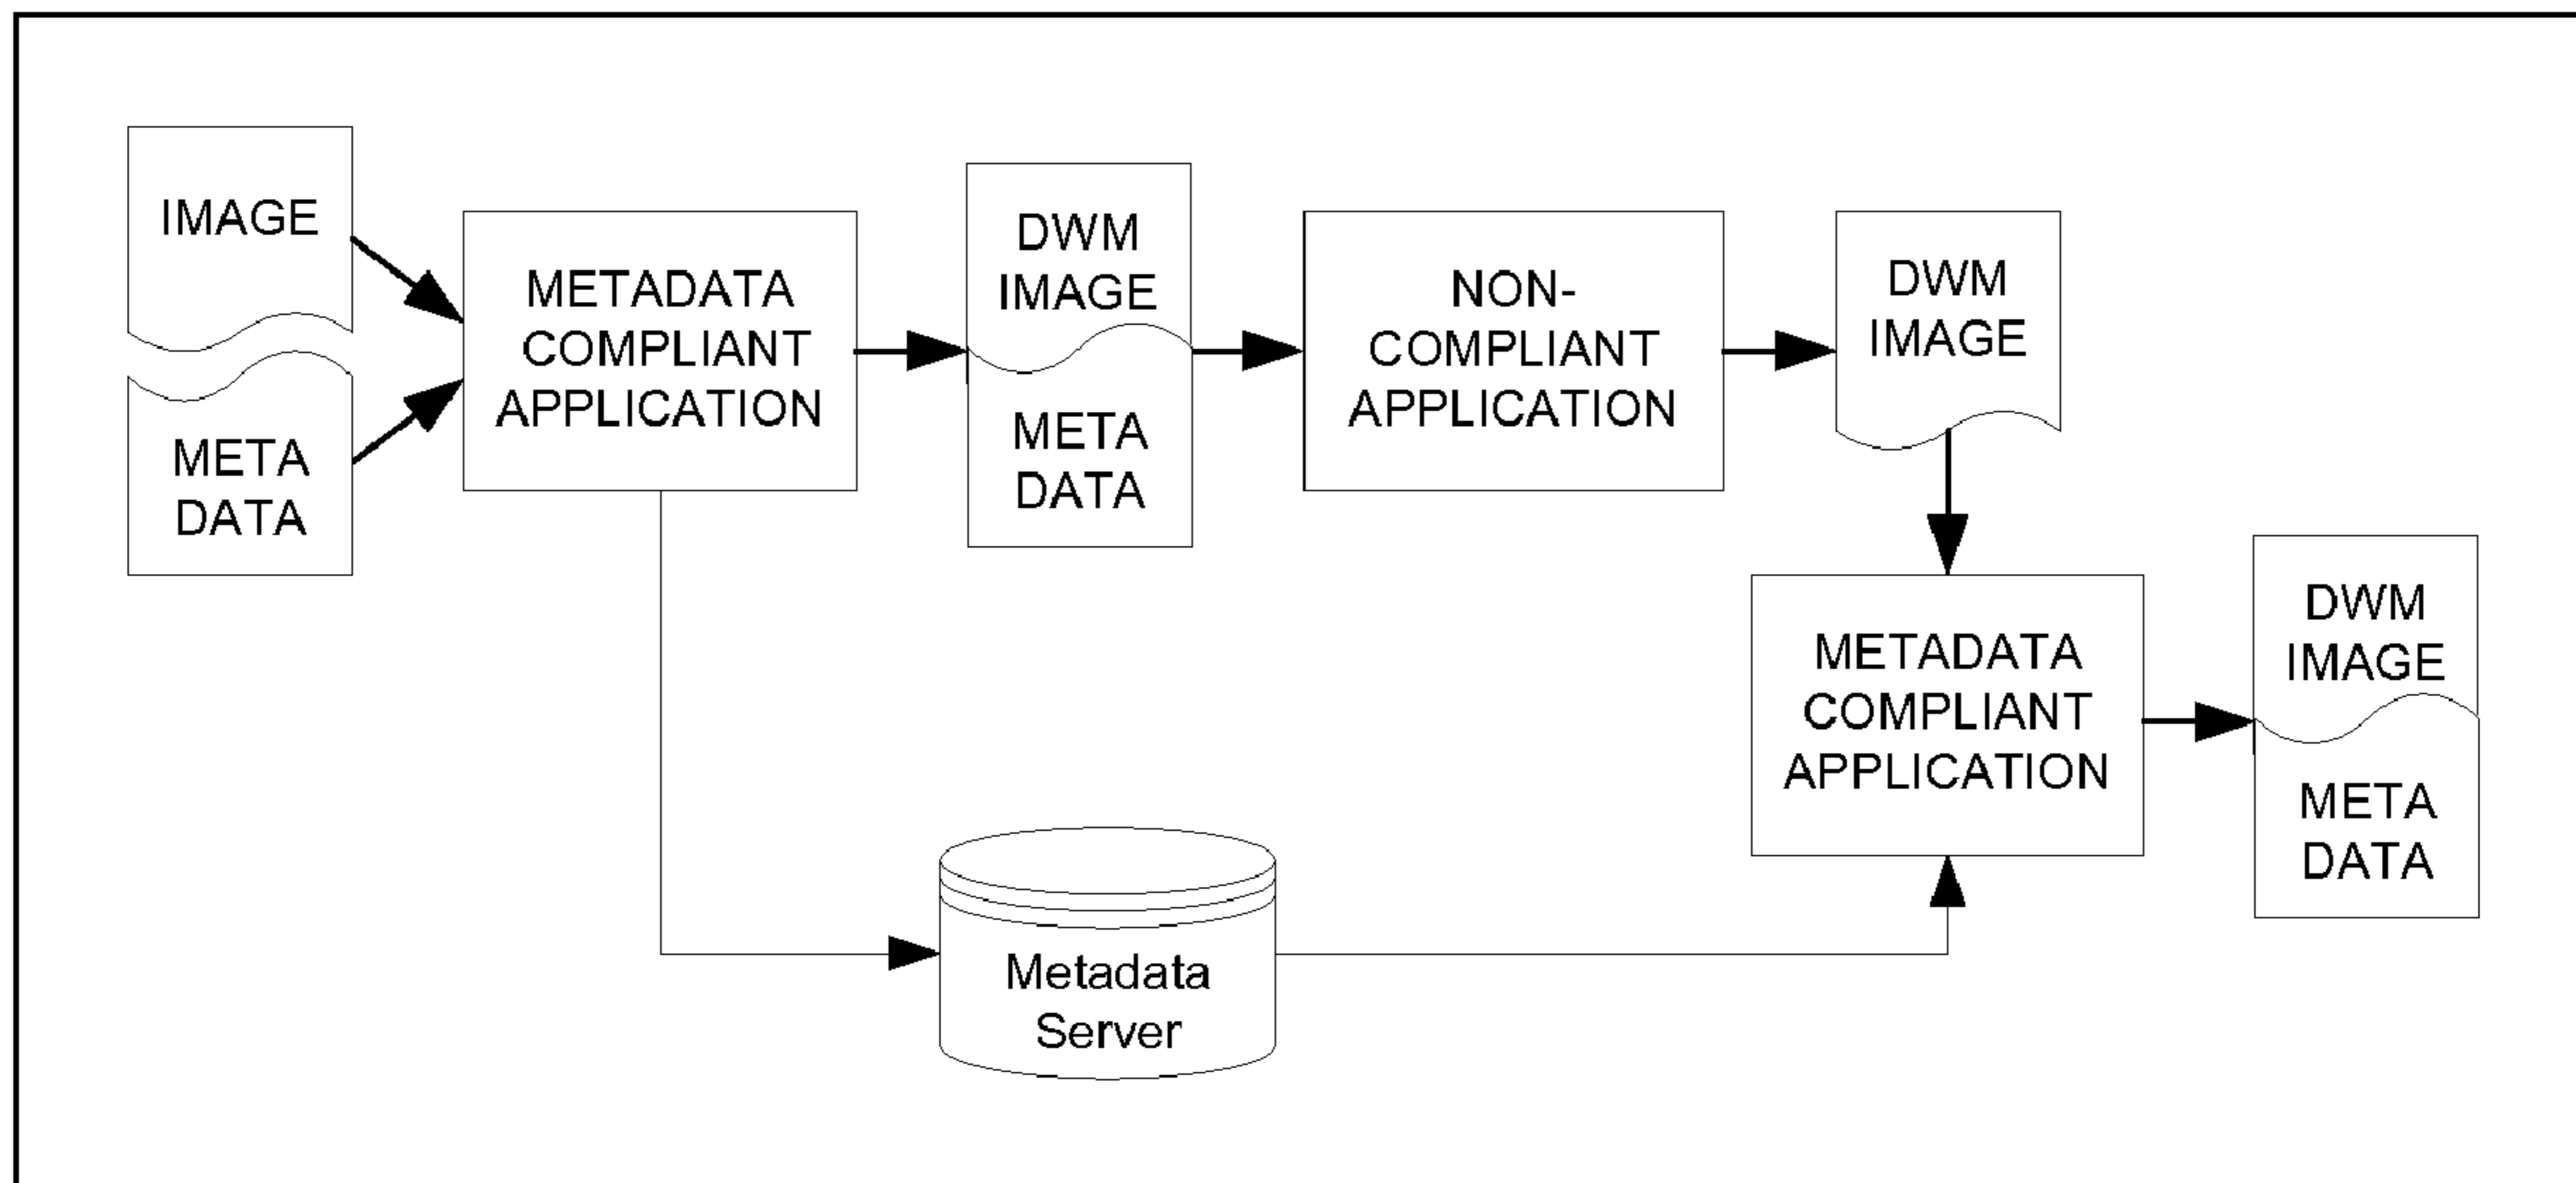 IMAGE
META
DATA
METADATA
COMPLIANT
APPLICATION
DWM
IMAGE
META
DATA
NON-
COMPLIANT
APPLICATION
DWM
IMAGE
METADATA
COMPLIANT
APPLICATION
DWM
IMAGE
META
DATA
Metadata
Server